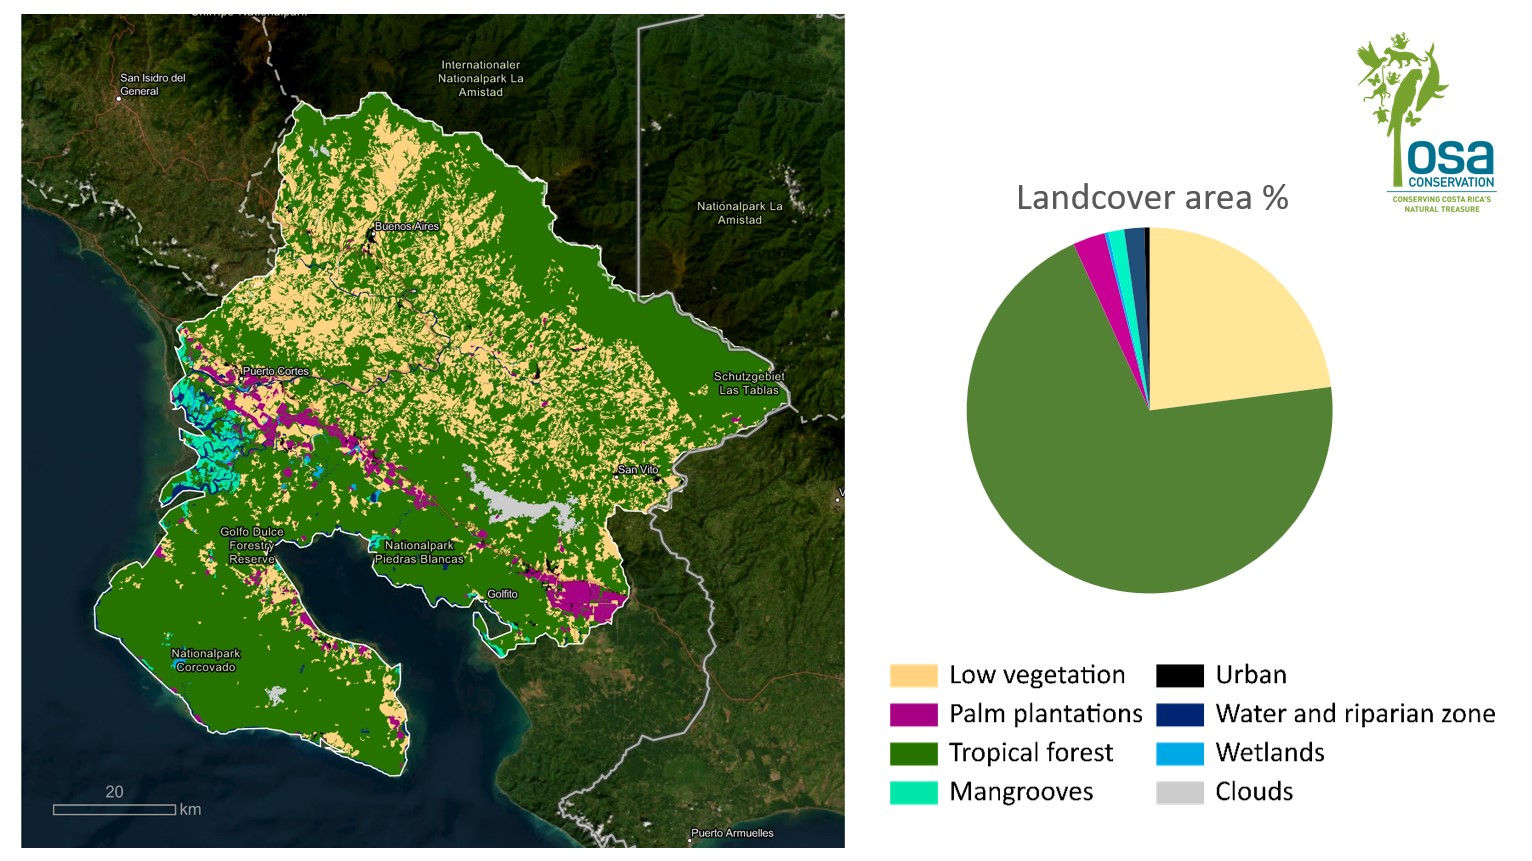 San Isidro del
General
Internationaler
Nationalpark La
Amistad
Nationalpark La
Amistad
Buenos Aires
Puerto Cortes
Schutzgebiet
Las Tablas
San Vito
Golfo Dulce
Forestry
Reserve
Nationalpark
Piedras Blancas
Golfito
Nationalpark
Corcovado
20
km
Puerto Armuelles
osa
CONSERVATION
CONSERVING COSTA RICA'S
NATURAL TREASURE
Landcover area %
Low vegetation
Palm plantations
Tropical forest
Mangrooves
Urban
Water and riparian zone
Wetlands
Clouds